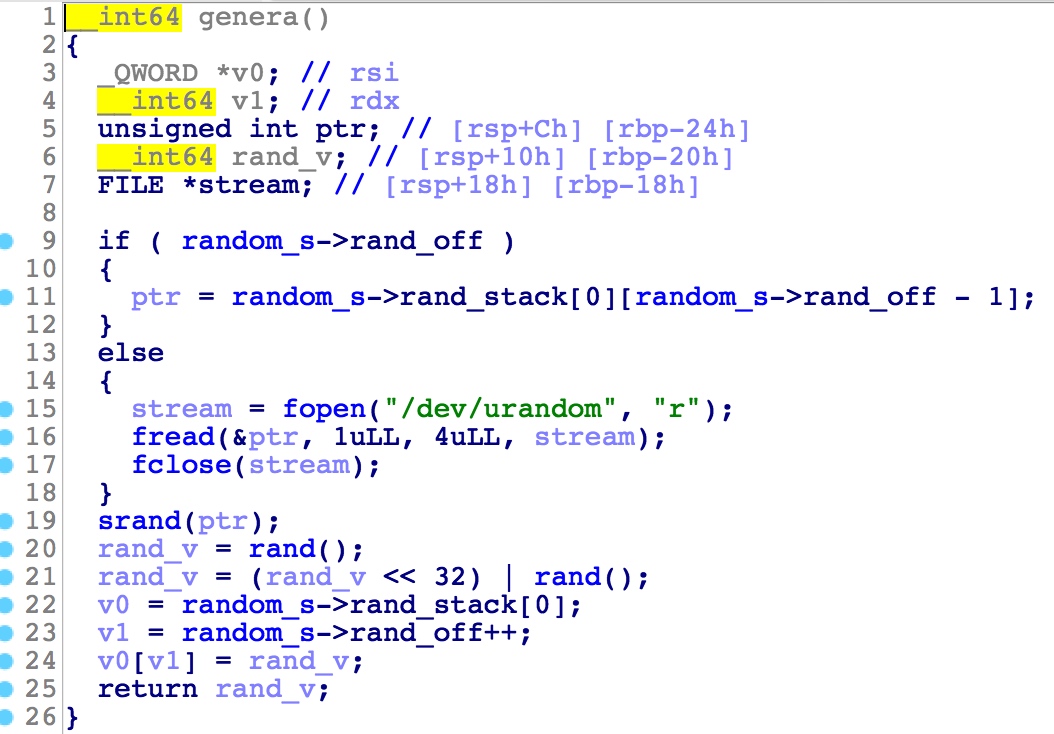 1 __int64 genera()
2 {
3 _QWORD *v0; // rsi
4 __int64 v1; // rdx
5 unsigned int ptr; // [rsp+Ch] [rbp-24h]
6 __int64 rand_v; // [rsp+10h] [rbp-20h]
7 FILE *stream; // [rsp+18h] [rbp-18h]
8
9 if ( random_s->rand_off )
10 {
11 ptr = random_s->rand_stack[0][random_s->rand_off - 1];
12 }
13 else
14 {
15 stream = fopen("/dev/urandom", "r");
16 fread(&ptr, 1uLL, 4uLL, stream);
17 fclose(stream);
18 }
19 srand(ptr);
20 rand_v = rand();
21 rand_v = (rand_v << 32) | rand();
22 v0 = random_s->rand_stack[0];
23 v1 = random_s->rand_off++;
24 v0[v1] = rand_v;
25 return rand_v;
26 }